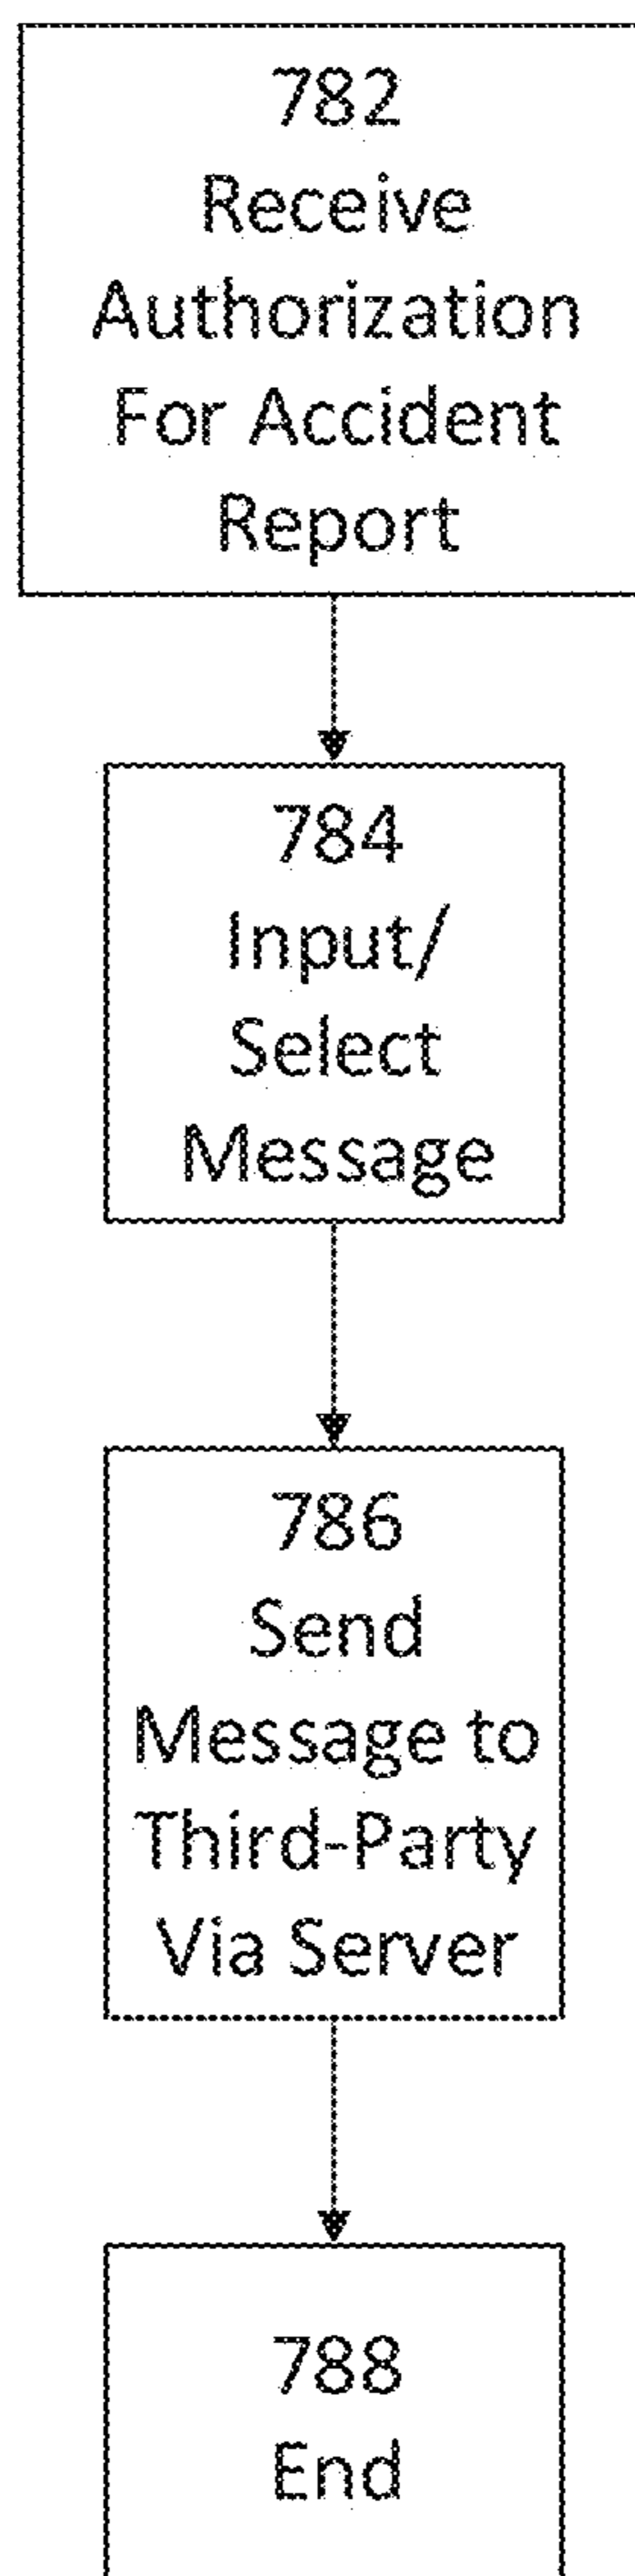 782
Receive
Authorization
For Accident
Report
784
Input/
Select
Message
786
Send
Message to
Third-Party
Via Server
788
End